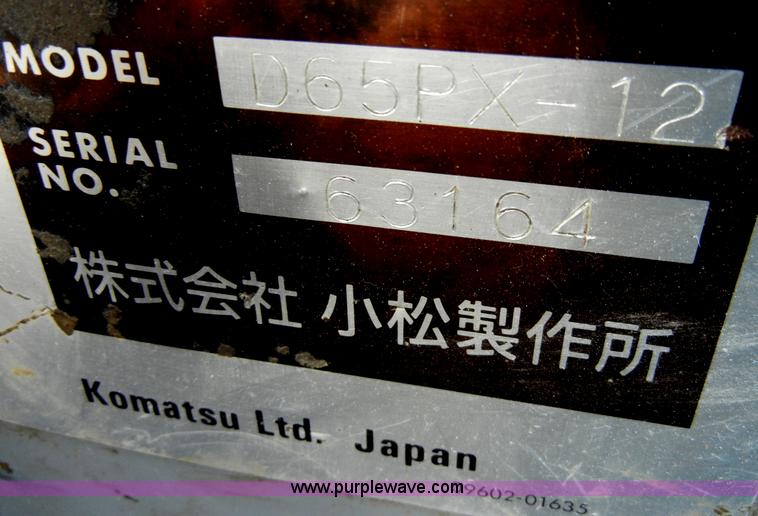 MODEL D65PX-12
SERIAL NO. 63164
株式会社 小松製作所
Komatsu Ltd. Japan
www.purplewave.com
9602-01635